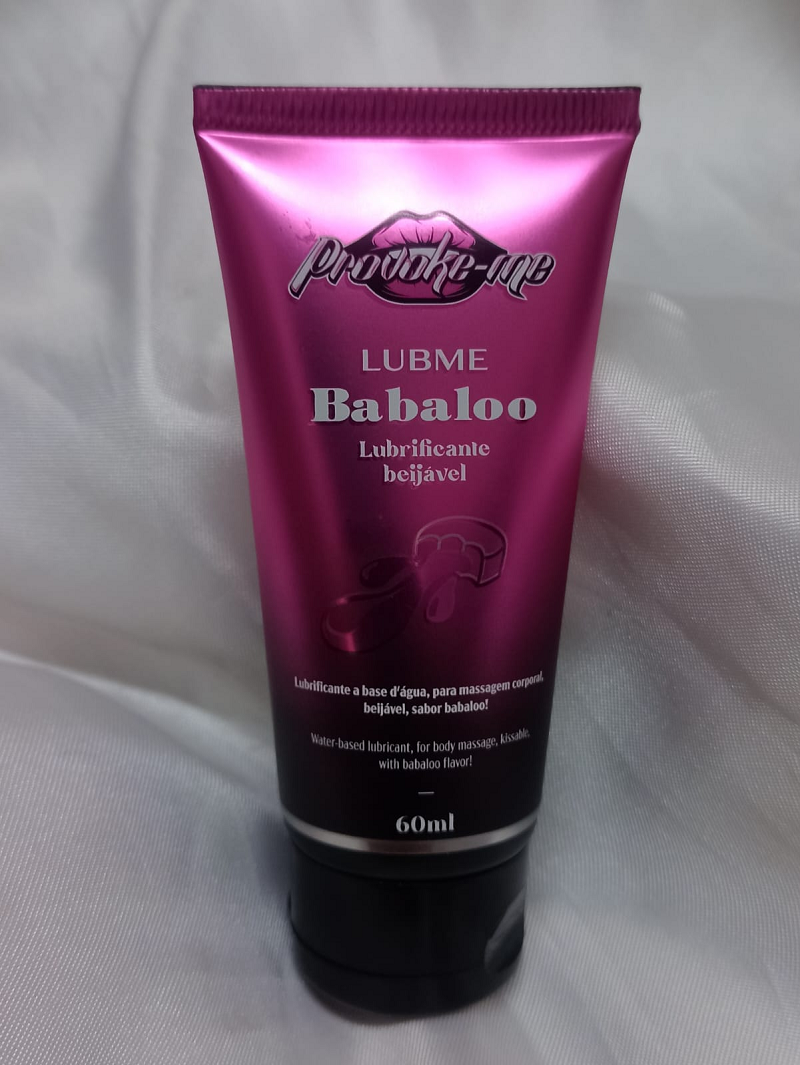 Provoke-me
LUBME
Babaloo
Lubrificante
beijável
Lubrificante a base d'água, para massagem corporal,
beijável, sabor babaloo!
Water-based lubricant, for body massage, kissable,
with babaloo flavor!
60ml